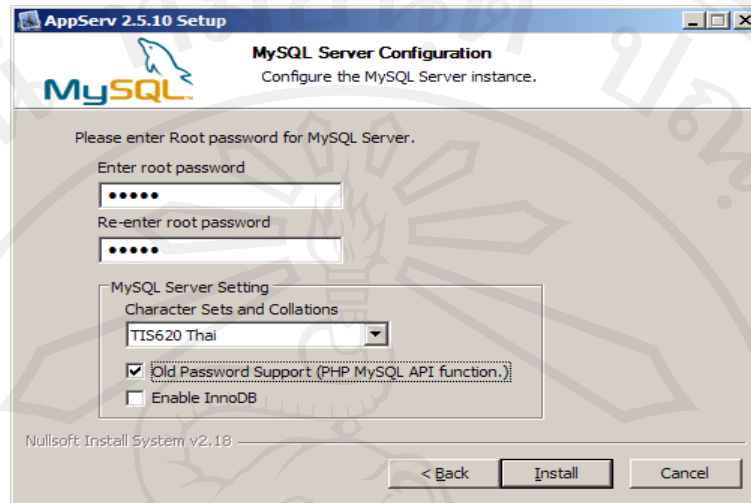 AppServ 2.5.10 Setup
MySQL Server Configuration
Configure the MySQL Server instance.
MySQL
Please enter Root password for MySQL Server.
Enter root password
•••••
Re-enter root password
•••••
MySQL Server Setting
Character Sets and Collations
TIS620 Thai
Old Password Support (PHP MySQL API function.)
Enable InnoDB
Nullsoft Install System v2.18
< Back Install Cancel